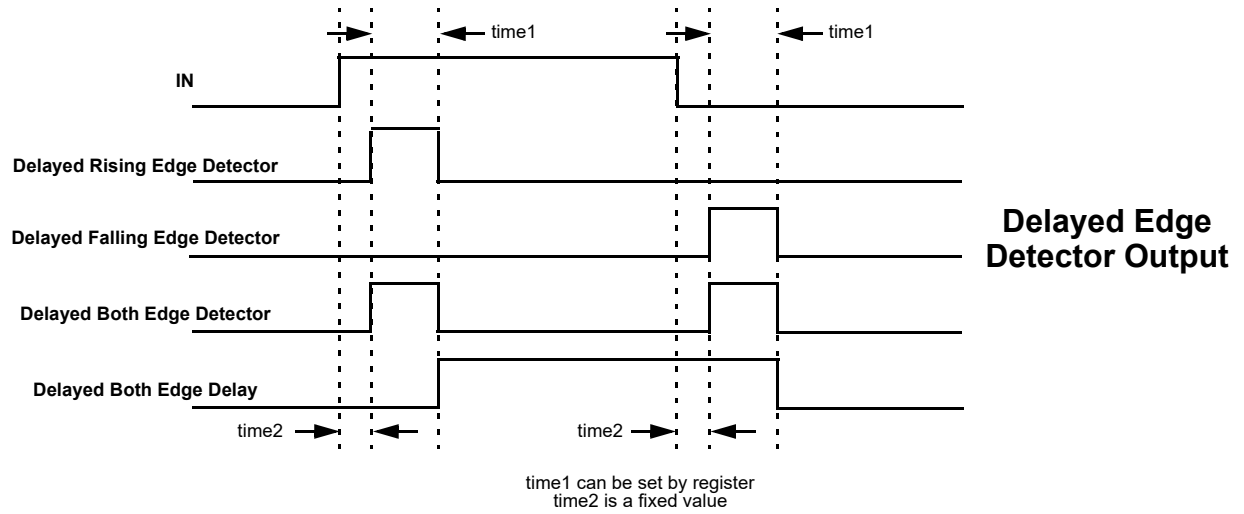 time1
time1
IN
Delayed Rising Edge Detector
Delayed Falling Edge Detector
Delayed Edge
Detector Output
Delayed Both Edge Detector
Delayed Both Edge Delay
time2
time2
time1 can be set by register
time2 is a fixed value